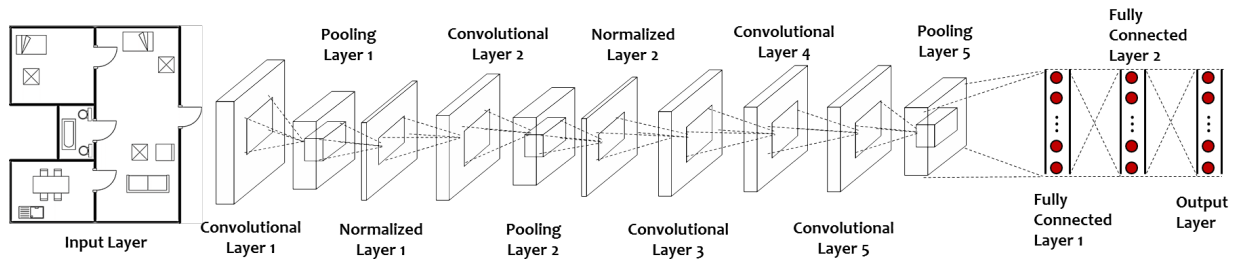 Input Layer
Convolutional
Layer 1
Pooling
Layer 1
Normalized
Layer 1
Convolutional
Layer 2
Pooling
Layer 2
Normalized
Layer 2
Convolutional
Layer 3
Convolutional
Layer 4
Convolutional
Layer 5
Pooling
Layer 5
Fully
Connected
Layer 1
Fully
Connected
Layer 2
Output
Layer